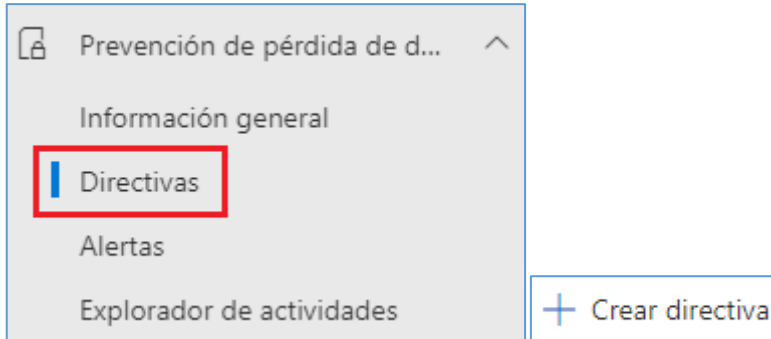 Prevención de pérdida de d...
Información general
Directivas
Alertas
Explorador de actividades
Crear directiva